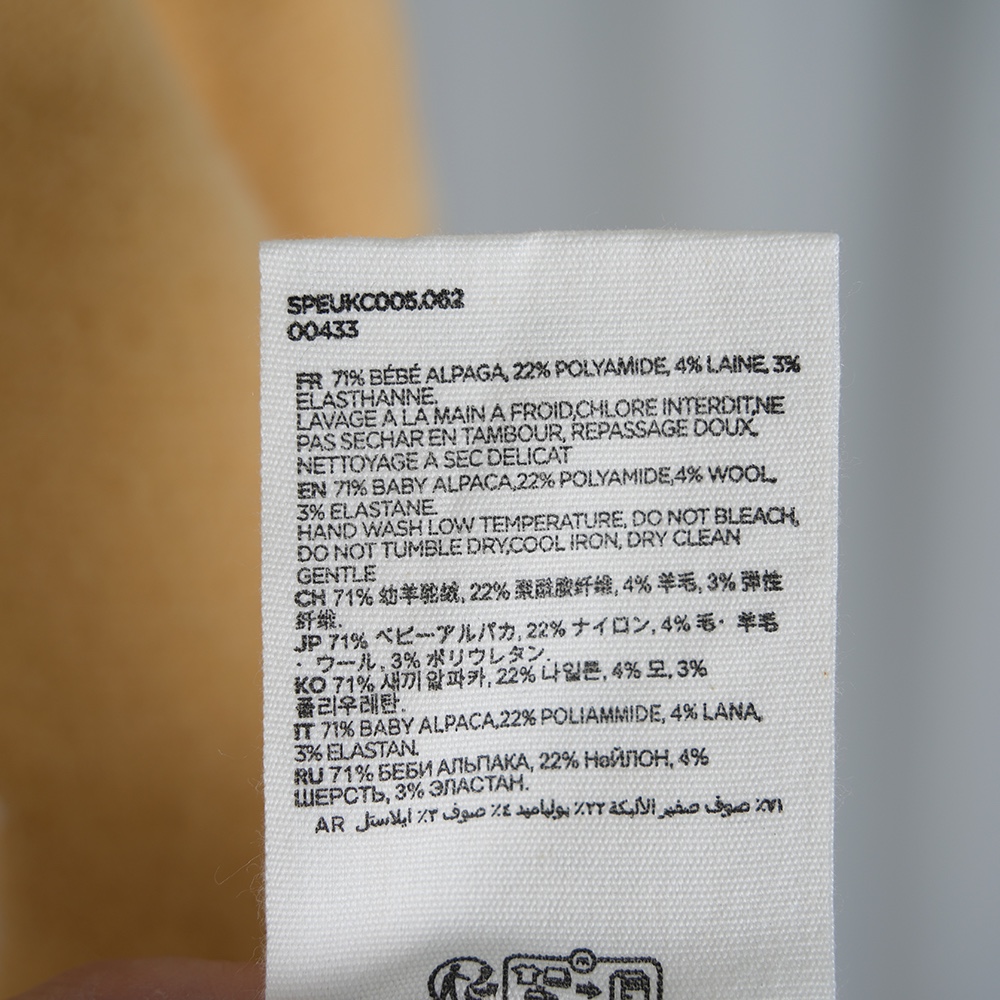 SPEUKC005.062
00433
FR 71% BÉBÉ ALPAGA, 22% POLYAMIDE, 4% LAINE, 3%
ELASTHANNE.
LAVAGE A LA MAIN A FROID,CHLORE INTERDIT,NE
PAS SECHAR EN TAMBOUR, REPASSAGE DOUX,
NETTOYAGE A SEC DELICAT
EN 71% BABY ALPACA,22% POLYAMIDE,4% WOOL,
3% ELASTANE.
HAND WASH LOW TEMPERATURE, DO NOT BLEACH,
DO NOT TUMBLE DRY,COOL IRON, DRY CLEAN
GENTLE
CH 71% 幼羊驼绒, 22% 聚酰胺纤维, 4% 羊毛, 3% 弹性
纤维.
JP 71% ベビーアルパカ, 22% ナイロン, 4% 毛・ 羊毛
・ ウール, 3% ポリウレタン
KO 71% 새끼 알파카, 22% 나일론, 4% 모, 3%
폴리우레탄.
IT 71% BABY ALPACA,22% POLIAMMIDE, 4% LANA,
3% ELASTAN.
RU 71% БЕБИ АЛЬПАКА, 22% НэЙЛОН, 4%
ШЕРСТЬ, 3% ЭЛАСТАН.
AR ٧١٪ صوف صغير الألبكة ٢٢٪ بولياميد ٤٪ صوف ٣٪ ايلاستل